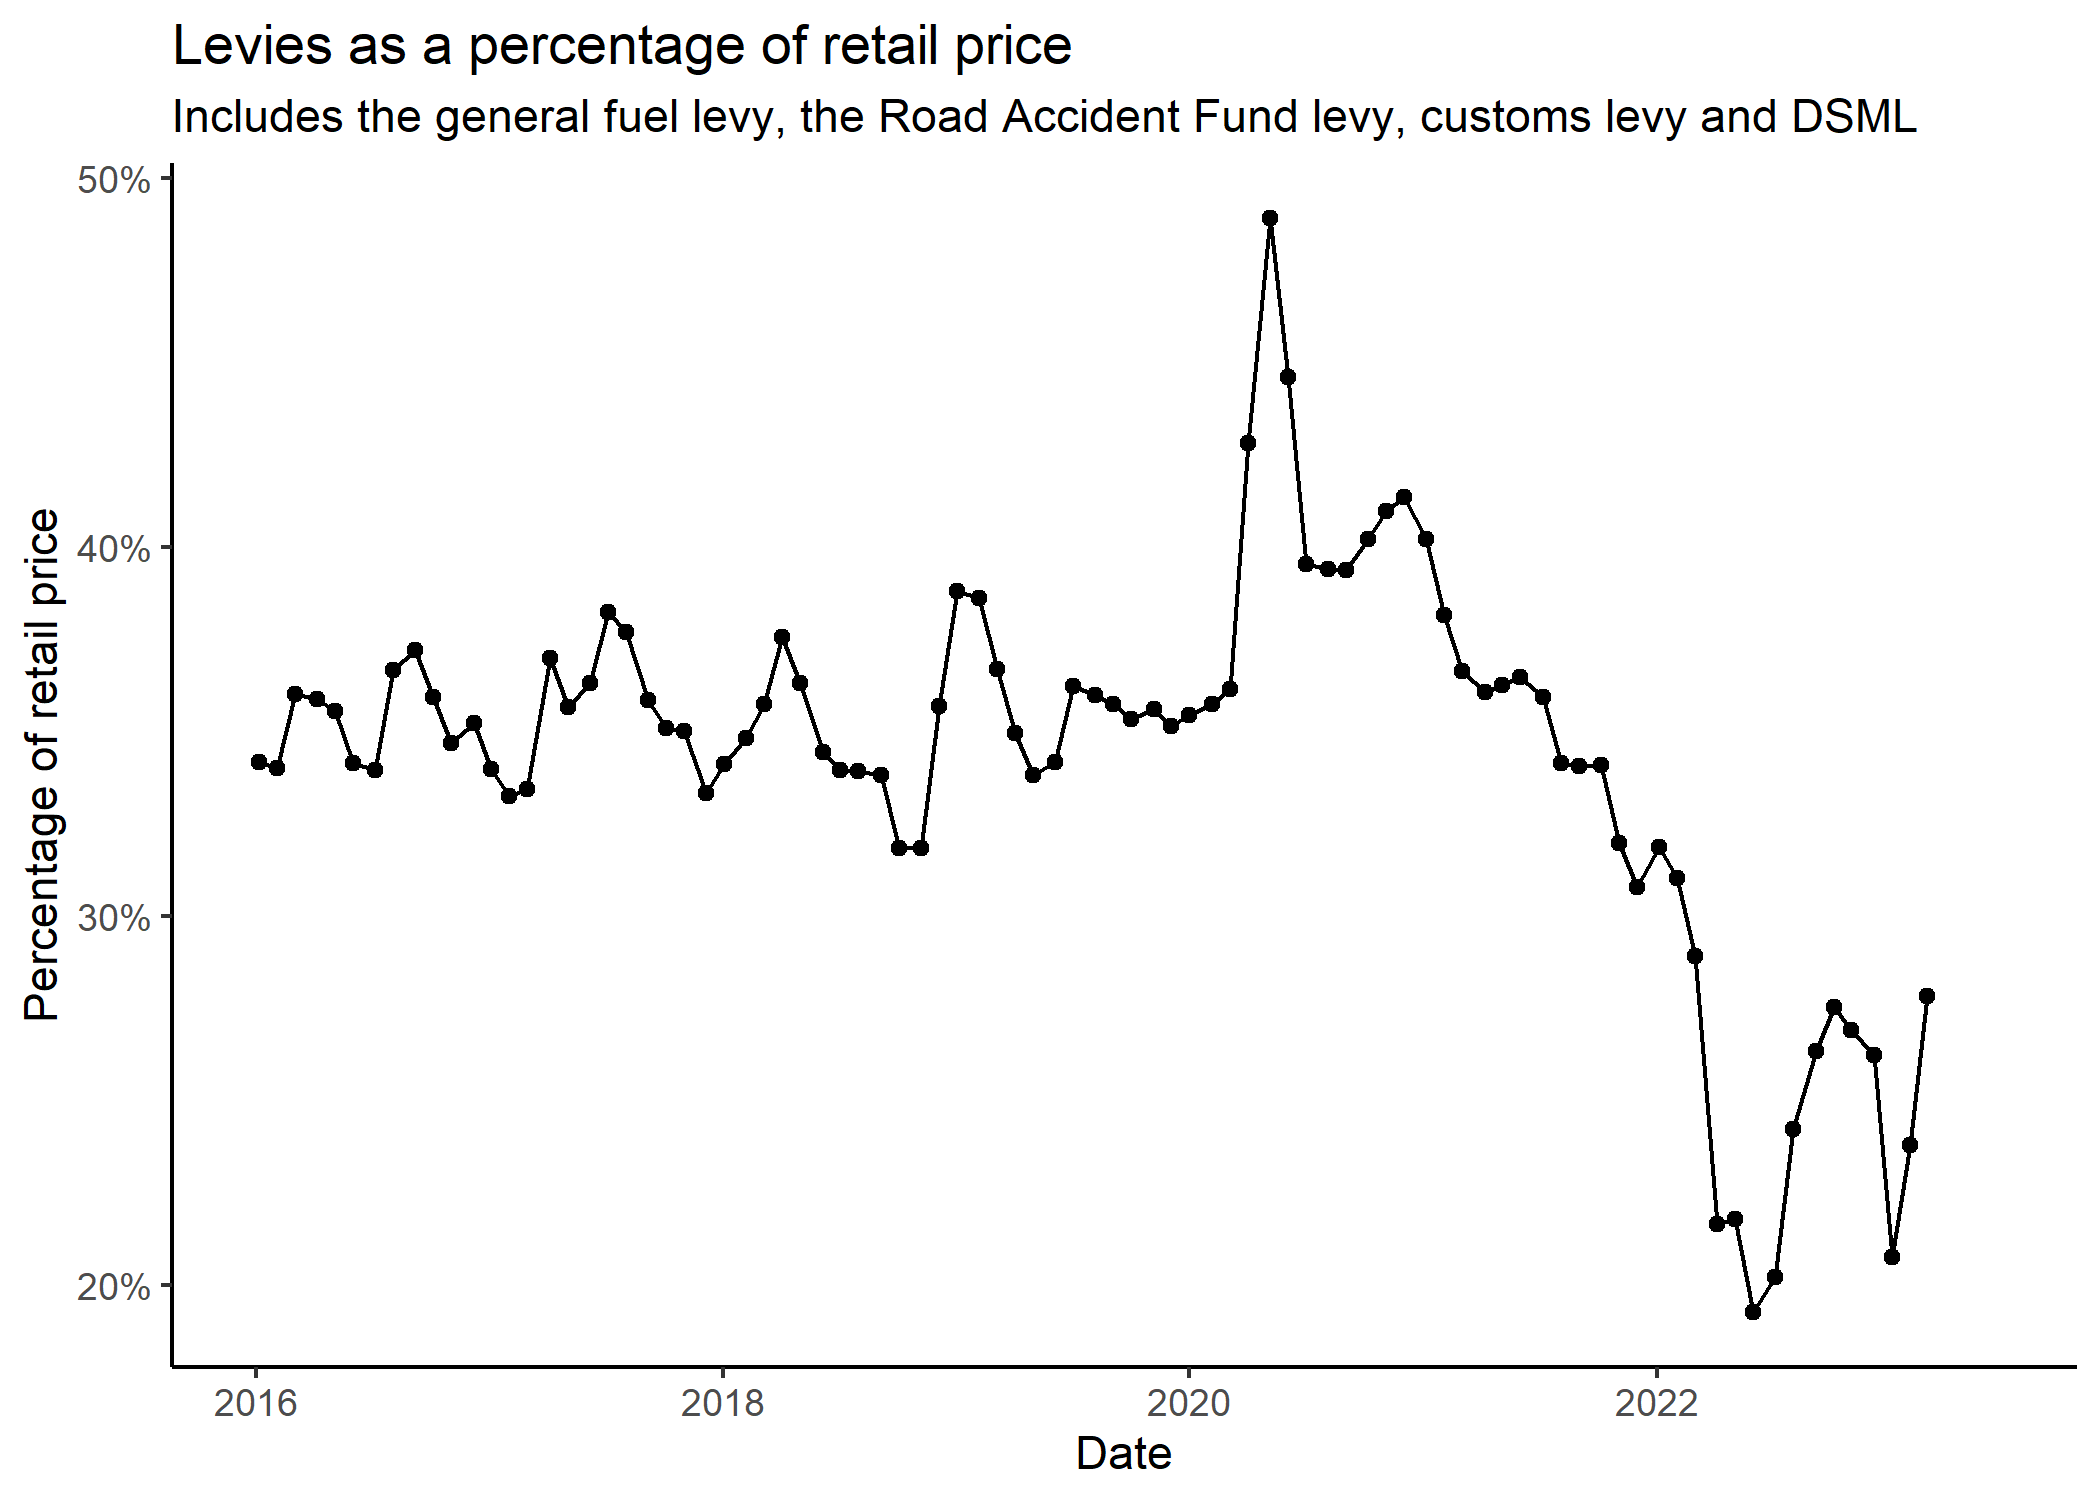 Levies as a percentage of retail price
Includes the general fuel levy, the Road Accident Fund levy, customs levy and DSML
Percentage of retail price
50%
40%
30%
20%
2016
2018
2020
2022
Date